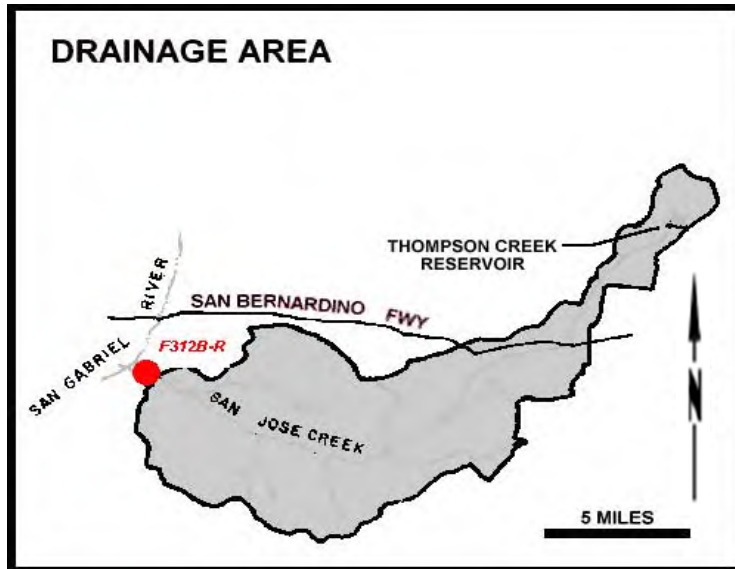 DRAINAGE AREA
THOMPSON CREEK
RESERVOIR
SAN GABRIEL RIVER
SAN BERNARDINO FWY
F312B-R
SAN JOSE CREEK
N
5 MILES